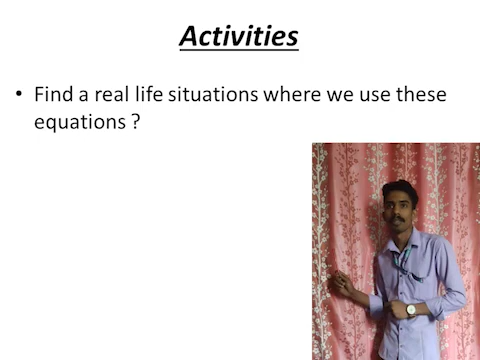 Activities
• Find a real life situations where we use these
equations ?